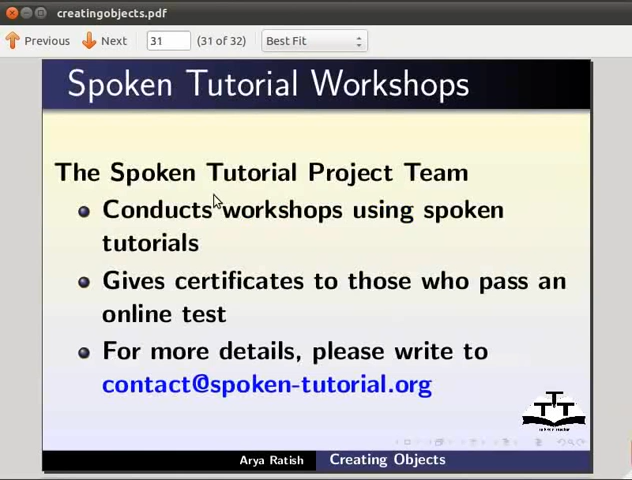 creatingobjects.pdf
Previous Next 31 (31 of 32) Best Fit
Spoken Tutorial Workshops
The Spoken Tutorial Project Team
Conducts workshops using spoken
tutorials
Gives certificates to those who pass an
online test
For more details, please write to
contact@spoken-tutorial.org
Arya Ratish Creating Objects